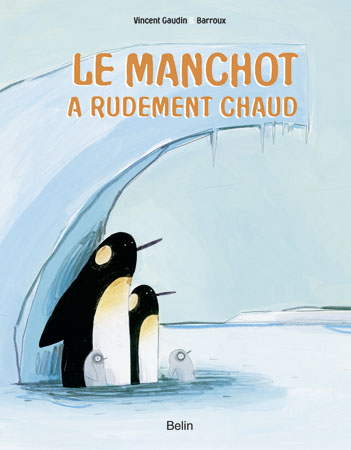 Vincent Gaudin & Barroux
LE MANCHOT
A RUDEMENT CHAUD
Belin